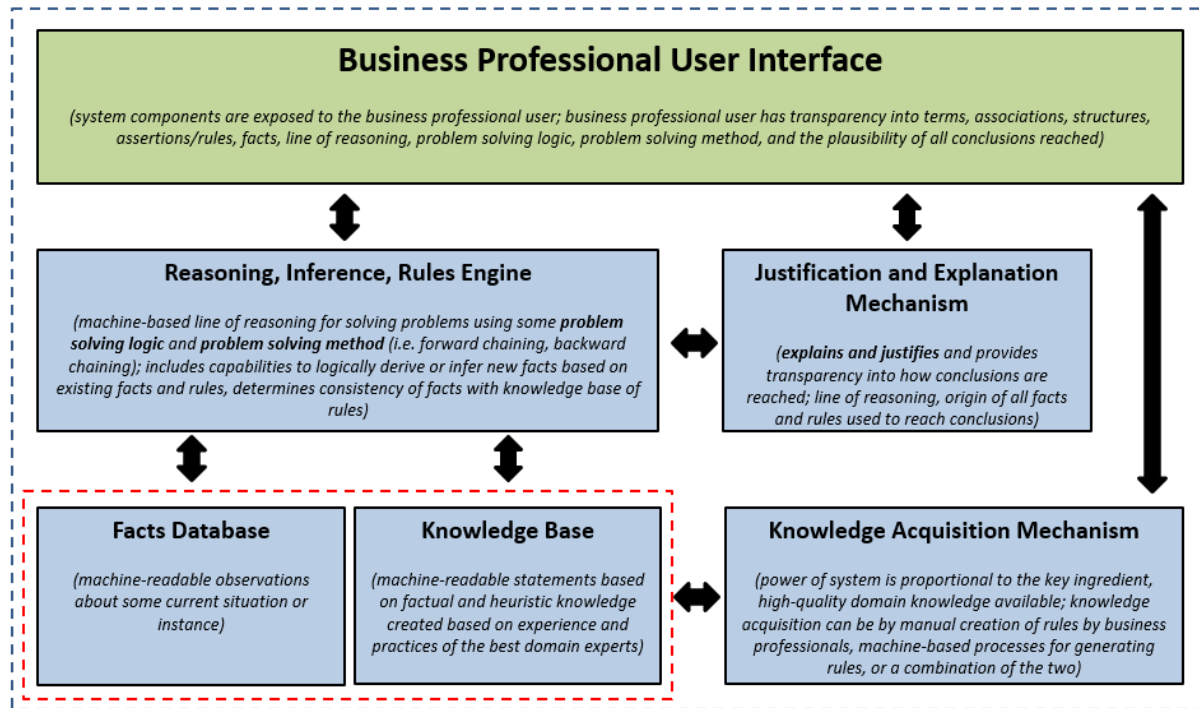 Business Professional User Interface
(system components are exposed to the business professional user; business professional user has transparency into terms, associations, structures,
assertions/rules, facts, line of reasoning, problem solving logic, problem solving method, and the plausibility of all conclusions reached)
Reasoning, Inference, Rules Engine
(machine-based line of reasoning for solving problems using some problem
solving logic and problem solving method (i.e. forward chaining, backward
chaining); includes capabilities to logically derive or infer new facts based on
existing facts and rules, determines consistency of facts with knowledge base of
rules)
Justification and Explanation
Mechanism
(explains and justifies and provides
transparency into how conclusions are
reached; line of reasoning, origin of all facts
and rules used to reach conclusions)
Facts Database
(machine-readable observations
about some current situation or
instance)
Knowledge Base
(machine-readable statements based
on factual and heuristic knowledge
created based on experience and
practices of the best domain experts)
Knowledge Acquisition Mechanism
(power of system is proportional to the key ingredient,
high-quality domain knowledge available; knowledge
acquisition can be by manual creation of rules by business
professionals, machine-based processes for generating
rules, or a combination of the two)